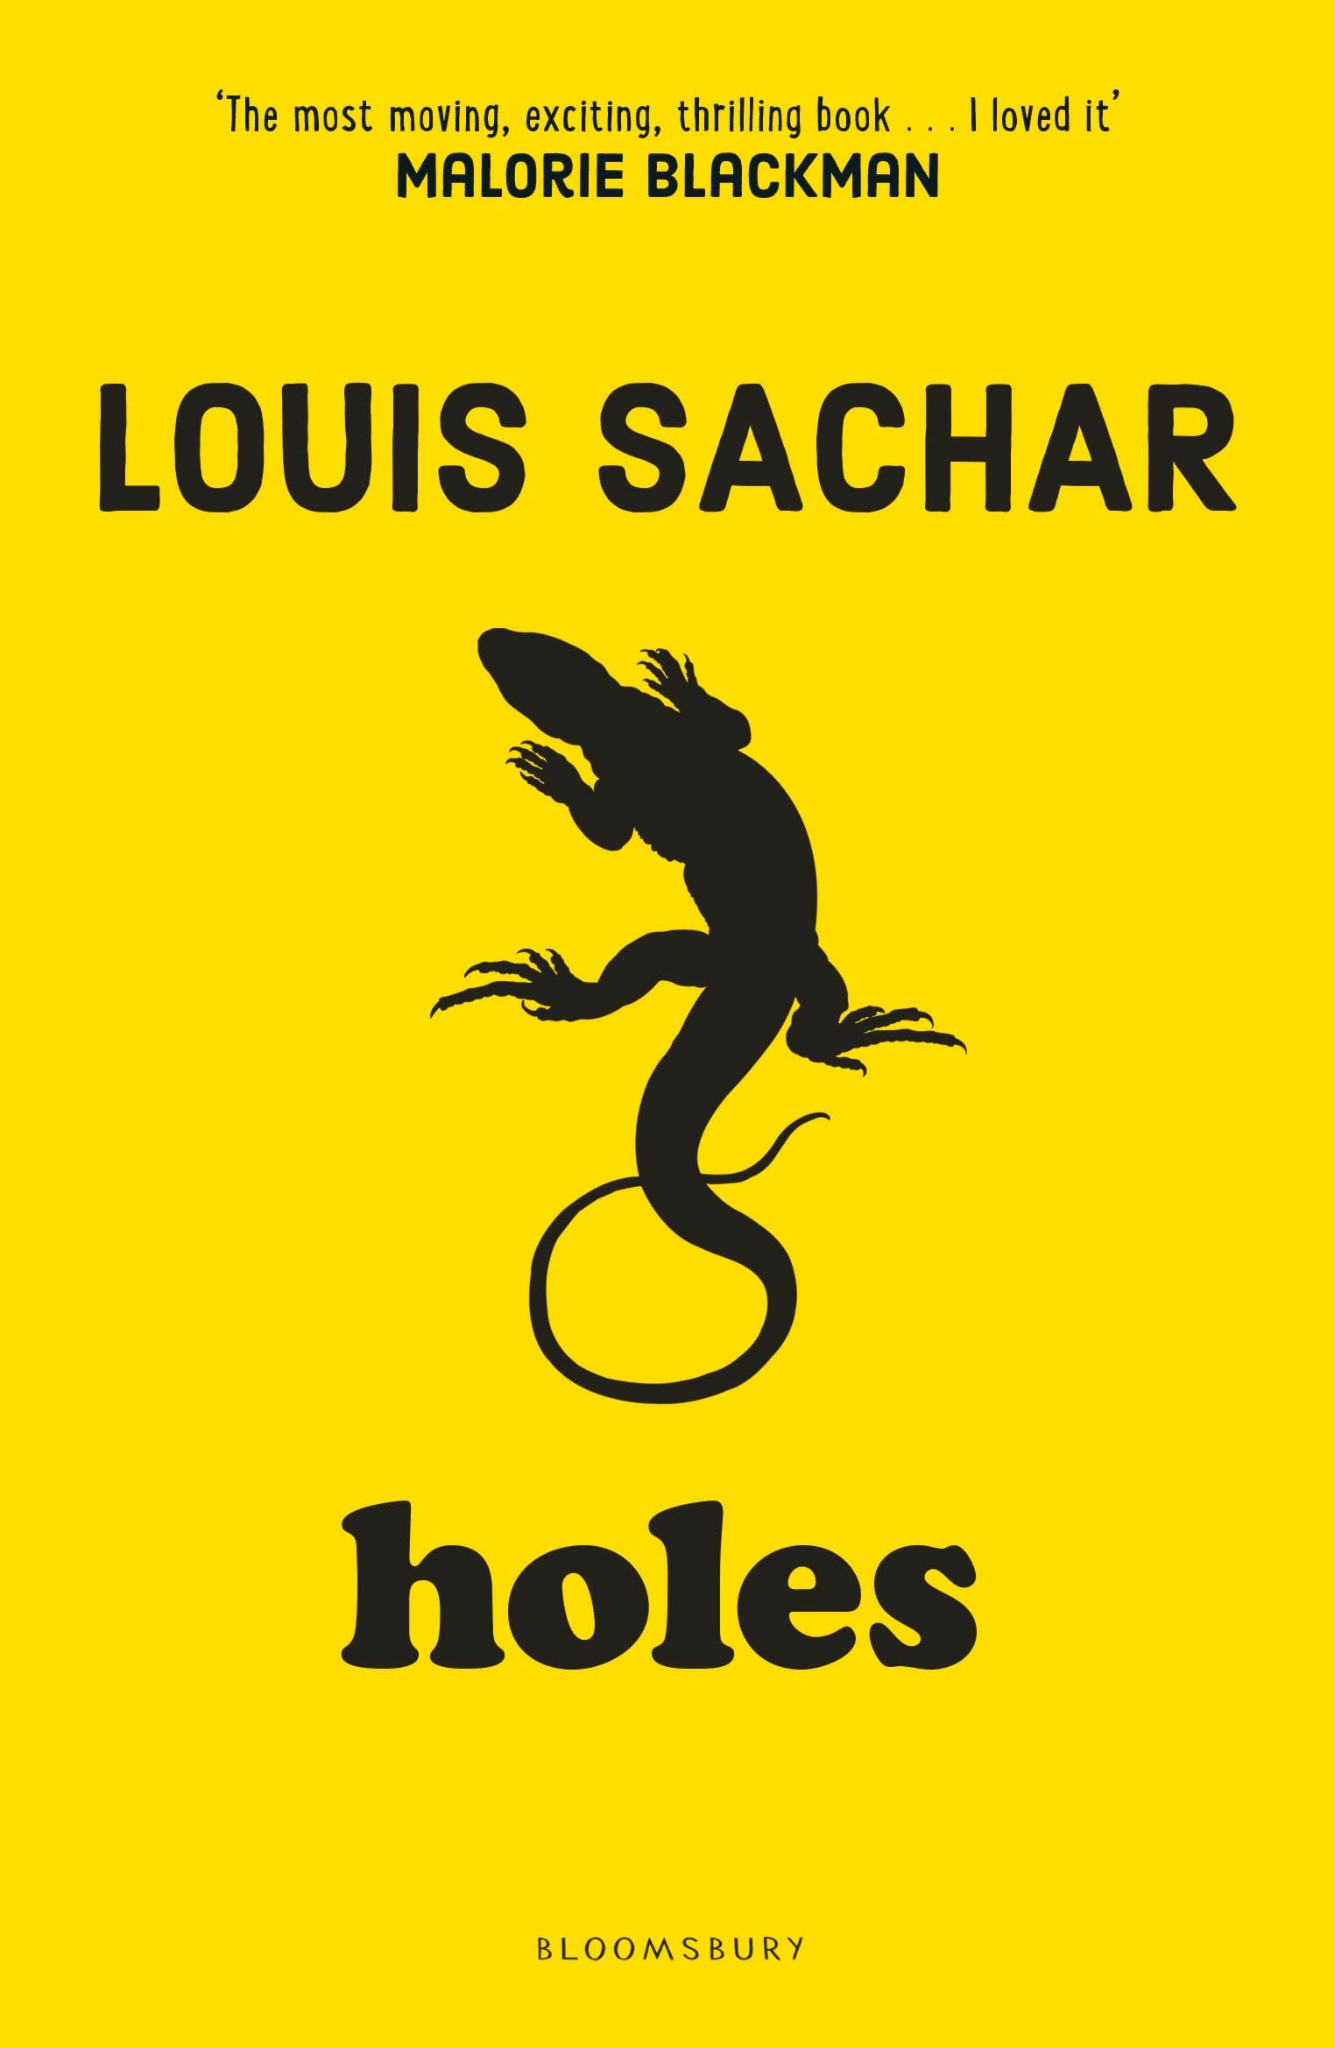 ‘The most moving, exciting, thrilling book . . . I loved it’
MALORIE BLACKMAN
LOUIS SACHAR
holes
BLOOMSBURY